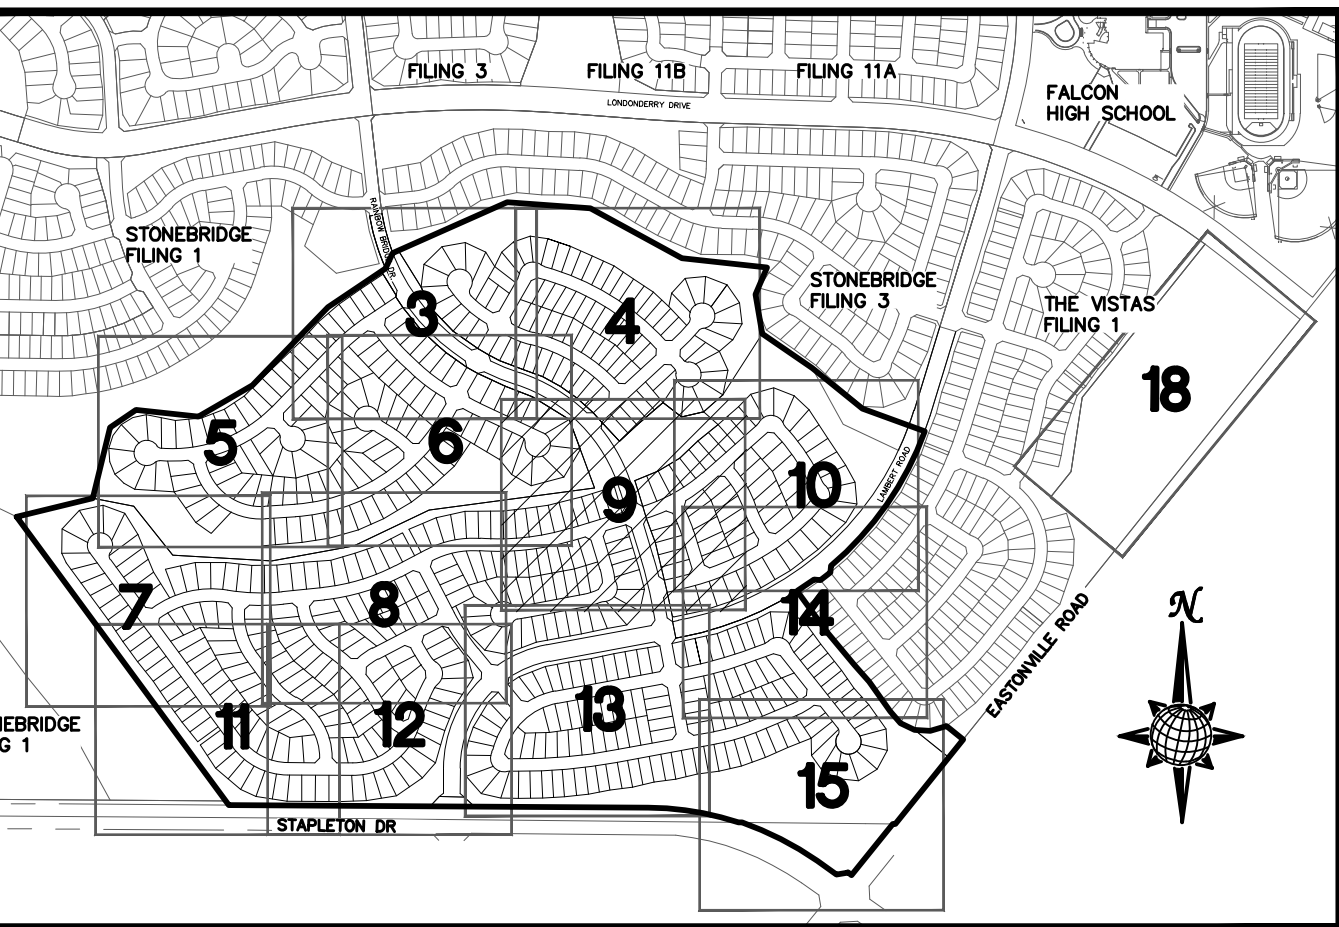 FILING 3
FILING 11B
FILING 11A
FALCON
HIGH SCHOOL
LONDONDERRY DRIVE
RAINBOW BRIDGE DR
STONEBRIDGE
FILING 1
STONEBRIDGE
FILING 3
THE VISTAS
FILING 1
3
4
18
5
6
9
10
LAMBERT ROAD
7
8
14
EASTONVILLE ROAD
N
NEBRIDGE
G 1
11
12
13
15
STAPLETON DR